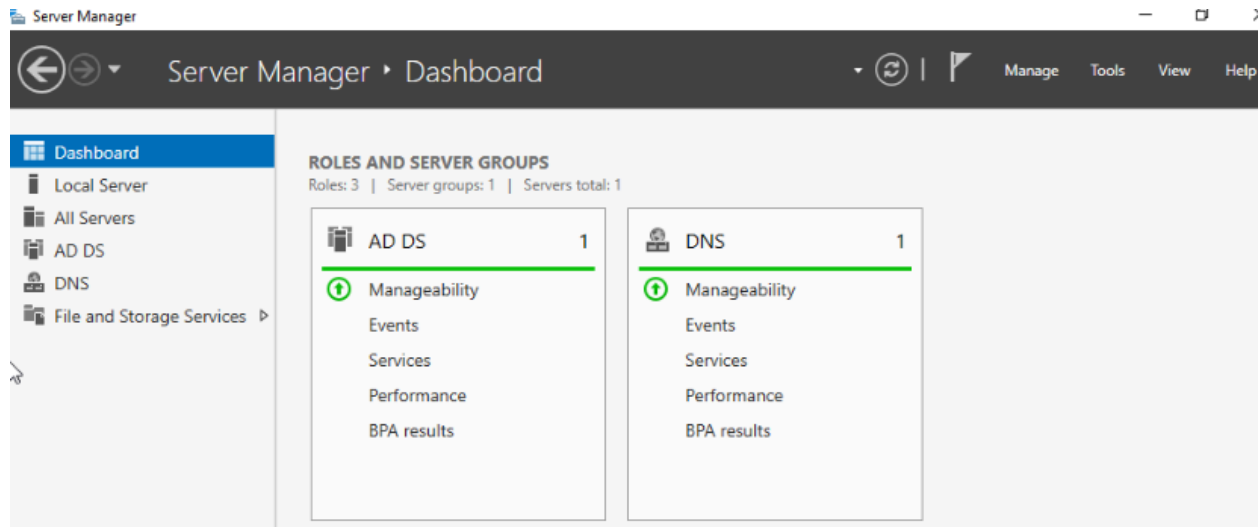 Server Manager
Server Manager ‣ Dashboard
Manage Tools View Help
Dashboard
Local Server
All Servers
AD DS
DNS
File and Storage Services
ROLES AND SERVER GROUPS
Roles: 3 | Server groups: 1 | Servers total: 1
AD DS 1
Manageability
Events
Services
Performance
BPA results
DNS 1
Manageability
Events
Services
Performance
BPA results